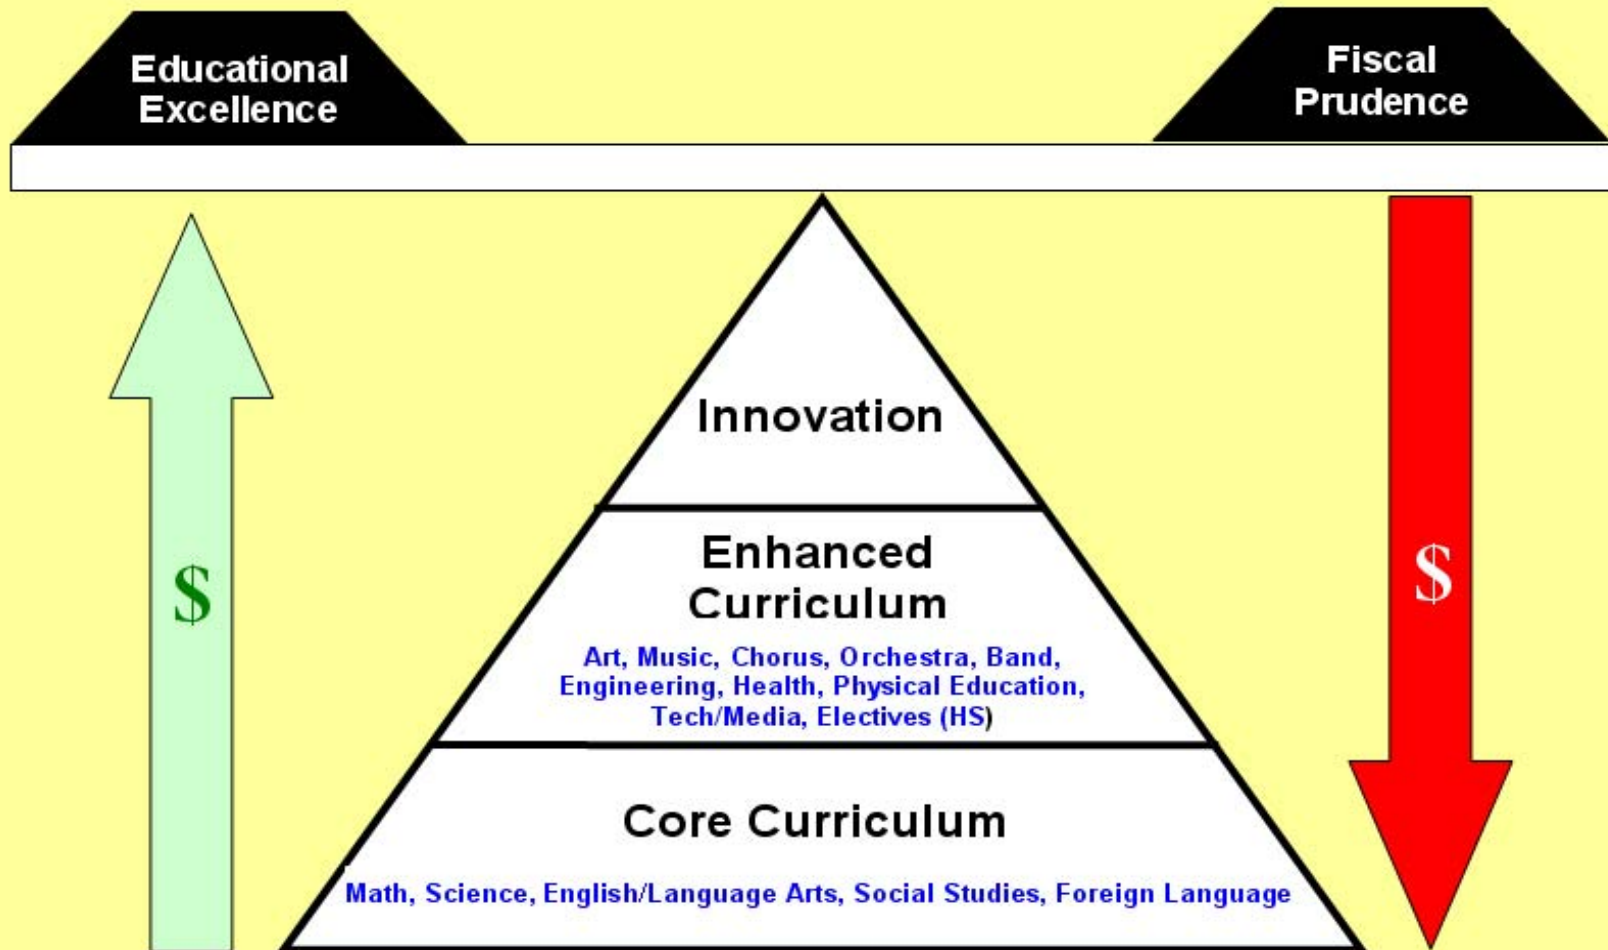 Educational
Excellence
Fiscal
Prudence
Innovation
Enhanced
Curriculum
Art, Music, Chorus, Orchestra, Band,
Engineering, Health, Physical Education,
Tech/Media, Electives (HS)
$
$
Core Curriculum
Math, Science, English/Language Arts, Social Studies, Foreign Language